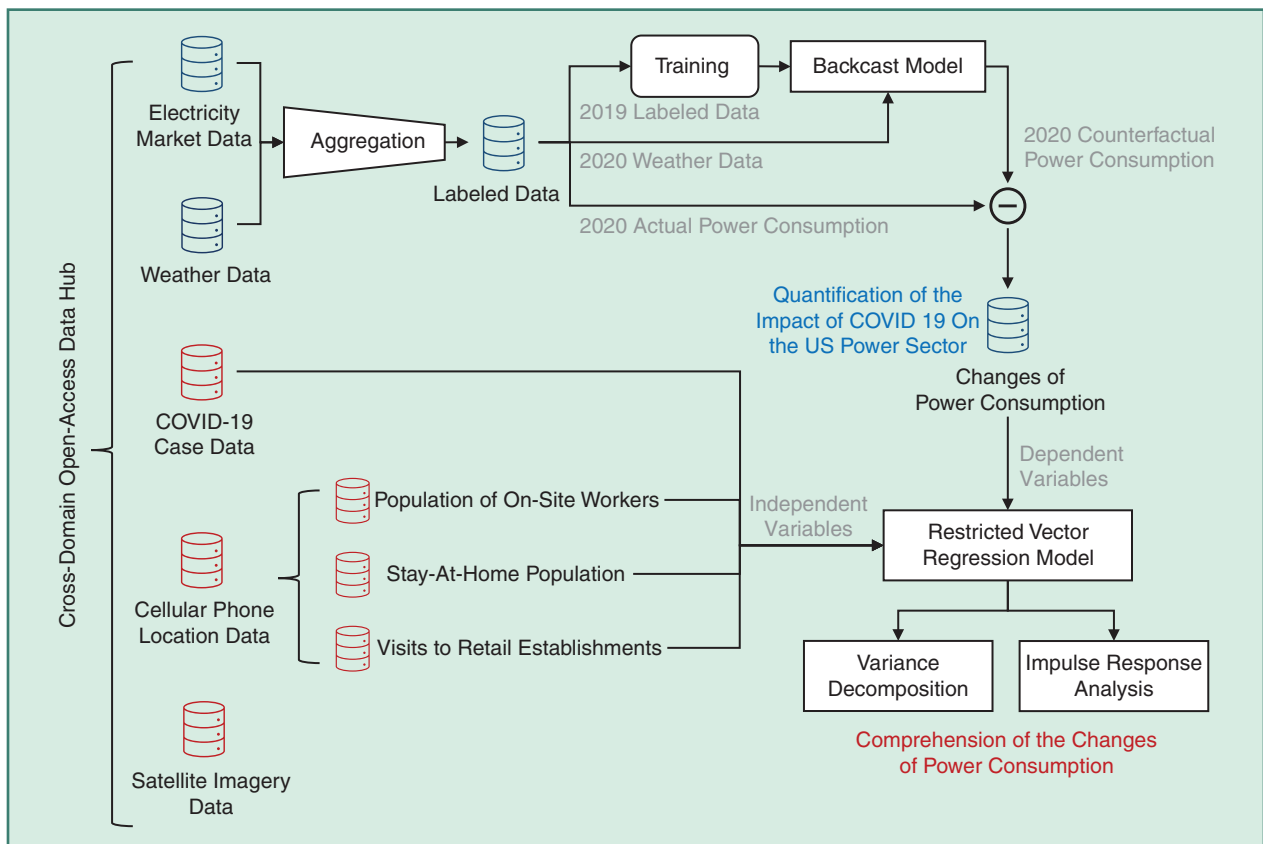 Cross-Domain Open-Access Data Hub
Electricity
Market Data
Weather Data
Aggregation
Labeled Data
Training
Backcast Model
2019 Labeled Data
2020 Weather Data
2020 Actual Power Consumption
2020 Counterfactual
Power Consumption
Quantification of the
Impact of COVID 19 On
the US Power Sector
Changes of
Power Consumption
COVID-19
Case Data
Cellular Phone
Location Data
Population of On-Site Workers
Stay-At-Home Population
Visits to Retail Establishments
Independent
Variables
Dependent
Variables
Restricted Vector
Regression Model
Variance
Decomposition
Impulse Response
Analysis
Comprehension of the Changes
of Power Consumption
Satellite Imagery
Data